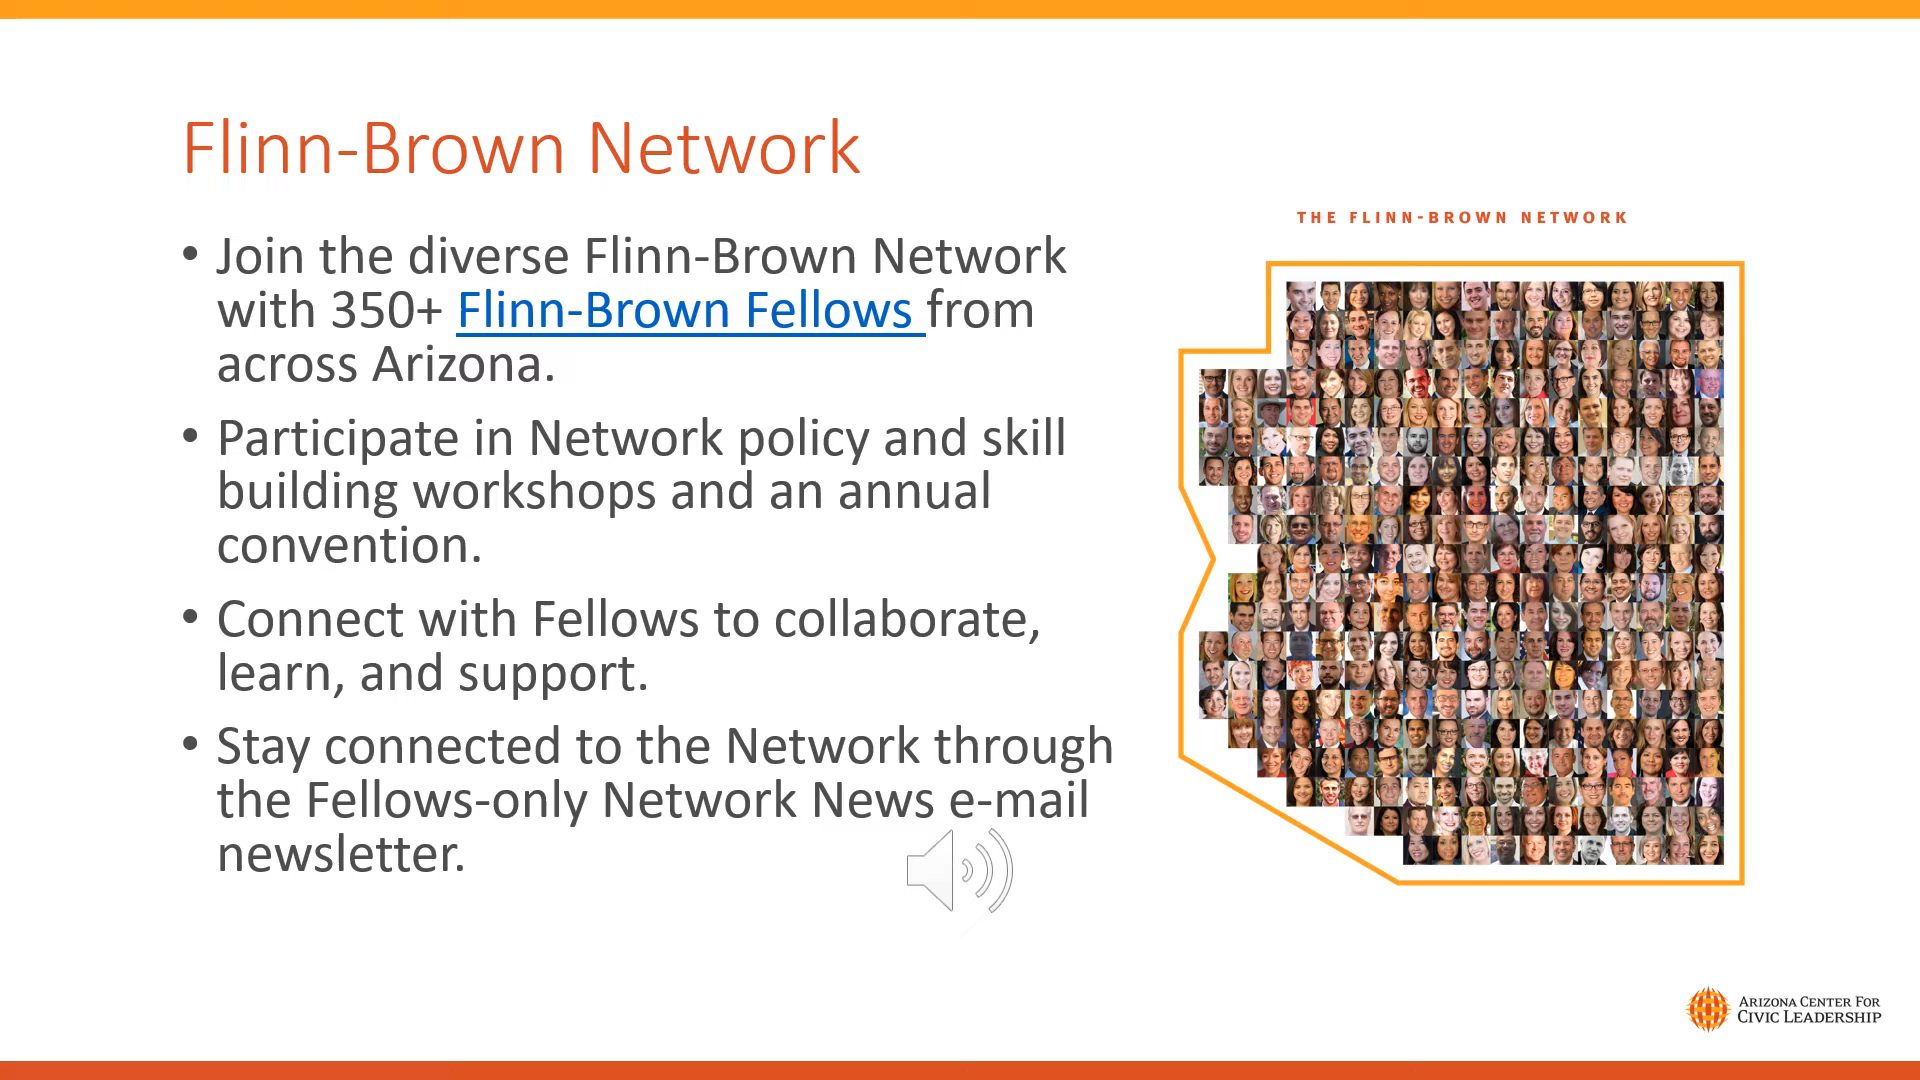 Flinn-Brown Network
• Join the diverse Flinn-Brown Network
with 350+ Flinn-Brown Fellows from
across Arizona.
• Participate in Network policy and skill
building workshops and an annual
convention.
• Connect with Fellows to collaborate,
learn, and support.
• Stay connected to the Network through
the Fellows-only Network News e-mail
newsletter.
THE FLINN-BROWN NETWORK
ARIZONA CENTER FOR
CIVIC LEADERSHIP